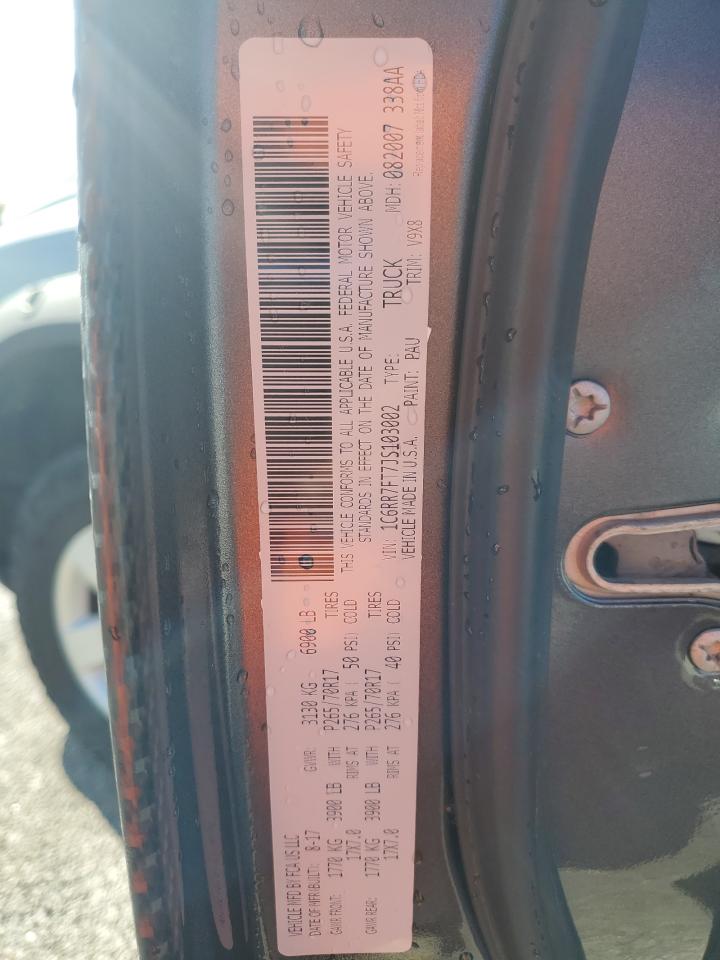 VEHICLE MFD BY FCA US LLC
DATE OF MFR(BUILT): 8-17 GVWR: 3130 KG 6900 LB
GAWR FRONT: 1770 KG 3900 LB WITH P265/70R17 TIRES
17X7.0 RIMS AT 276 KPA ( 50 PSI) COLD
GAWR REAR: 1770 KG 3900 LB WITH P265/70R17 TIRES
17X7.0 RIMS AT 276 KPA ( 40 PSI) COLD
THIS VEHICLE CONFORMS TO ALL APPLICABLE U.S.A. FEDERAL MOTOR VEHICLE SAFETY
STANDARDS IN EFFECT ON THE DATE OF MANUFACTURE SHOWN ABOVE.
VIN: 1C6RR7FT7JS103002 TYPE: TRUCK MDH: 082007 338AA
VEHICLE MADE IN U.S.A. PAINT: PAU TRIM: V9X8